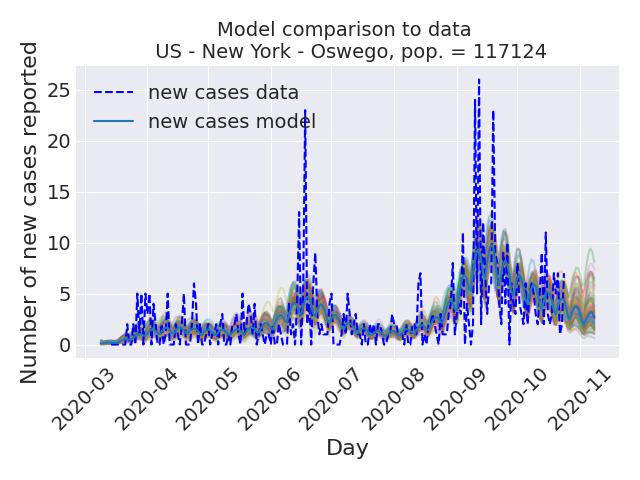 Model comparison to data
US - New York - Oswego, pop. = 117124
Number of new cases reported
25
20
15
10
5
0
new cases data
new cases model
2020-03
2020-04
2020-05
2020-06
2020-07
2020-08
2020-09
2020-10
2020-11
Day